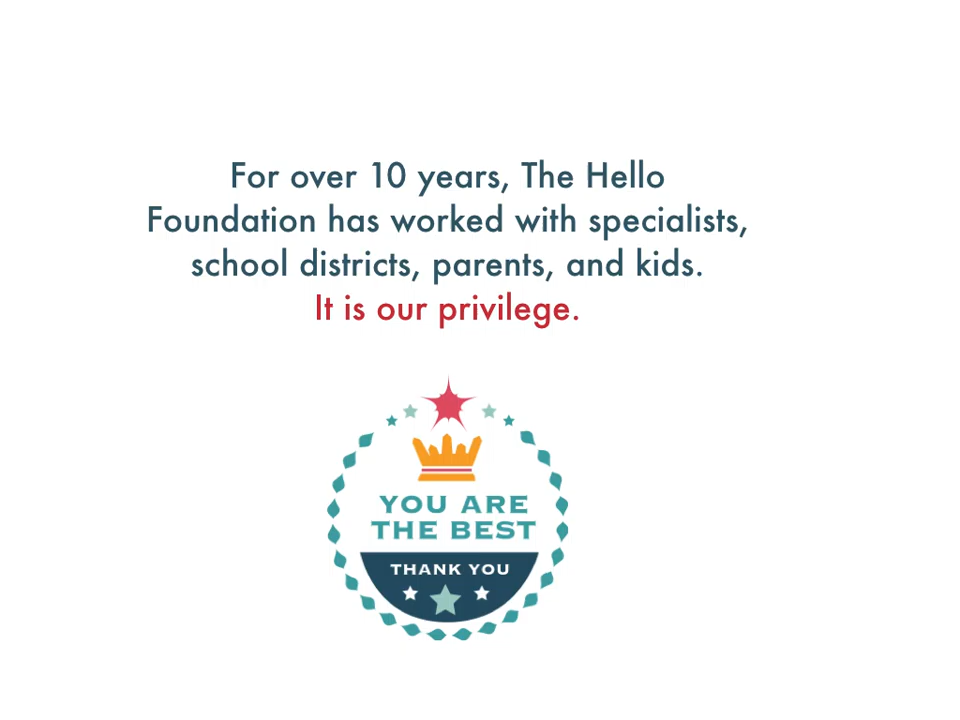 For over 10 years, The Hello
Foundation has worked with specialists,
school districts, parents, and kids.
It is our privilege.
YOU ARE
THE BEST
THANK YOU